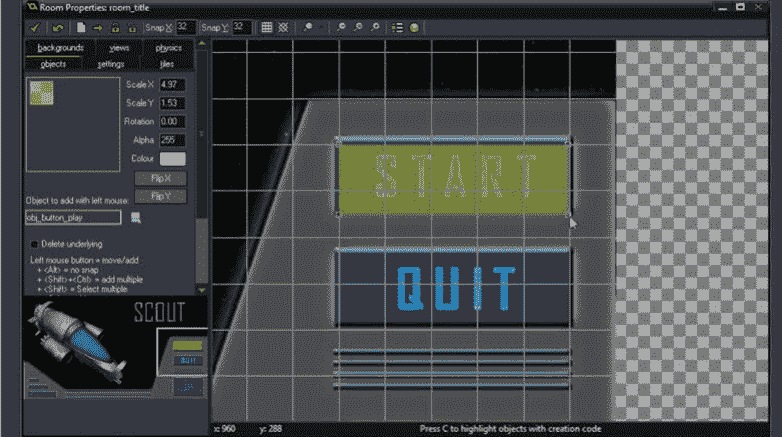 Room Properties: room_title
Snap X: 32 Snap Y: 32
backgrounds views physics
objects settings tiles
Scale X 4.97
Scale Y 1.53
Rotation 0.00
Alpha 255
Colour
Flip X
Flip Y
Object to add with left mouse:
obj_button_play
Delete underlying
Left mouse button = move/add
+ <Alt> = no snap
+ <Shift>+<Ctrl> = add multiple
+ <Shift> = Select multiple
SCOUT
QUIT
START
QUIT
x: 960 y: 288 Press C to highlight objects with creation code